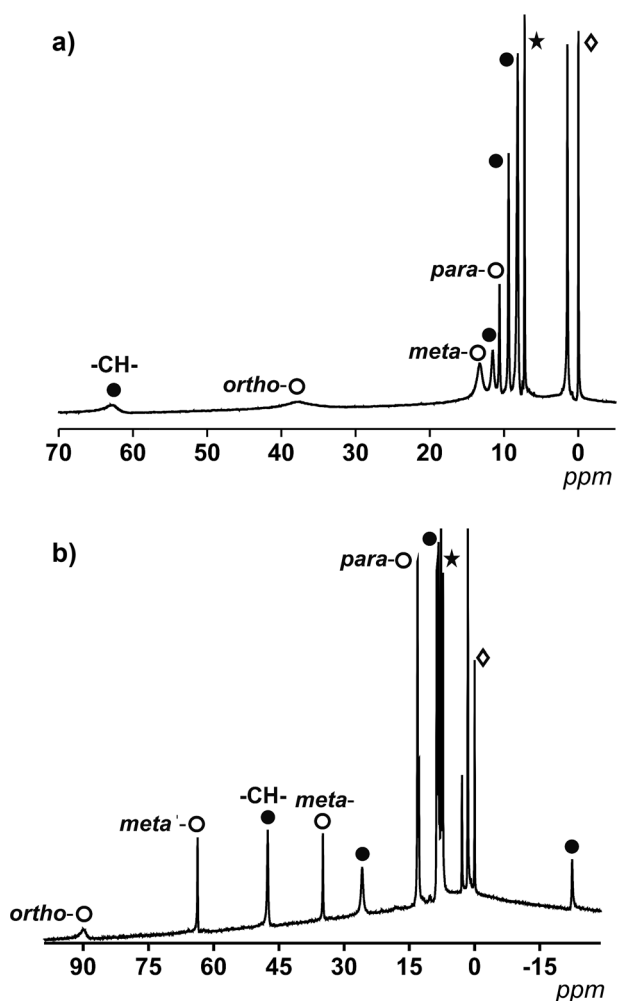 a)
para-
meta-
-CH-
ortho-
70 60 50 40 30 20 10 0
ppm
b)
para-
-CH- meta-
meta'-
ortho-
90 75 60 45 30 15 0 -15
ppm